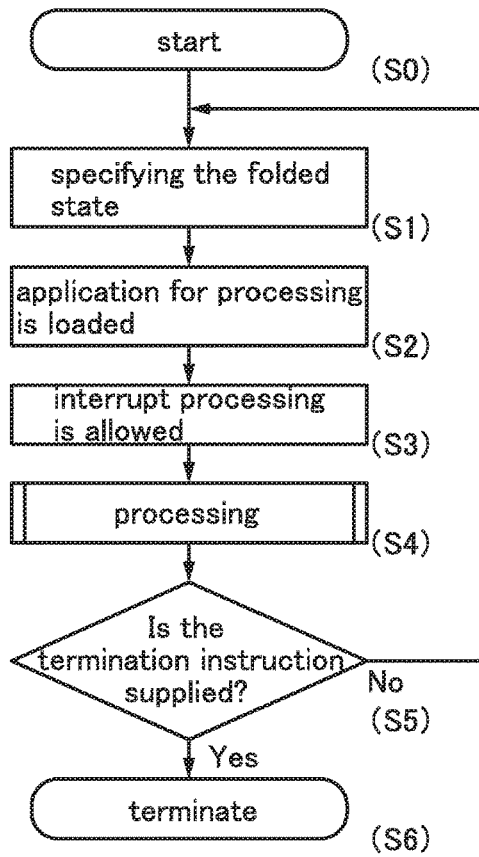 start
(S0)
specifying the folded
state
(S1)
application for processing
is loaded
(S2)
interrupt processing
is allowed
(S3)
processing
(S4)
Is the
termination instruction
supplied?
No
(S5)
Yes
terminate
(S6)